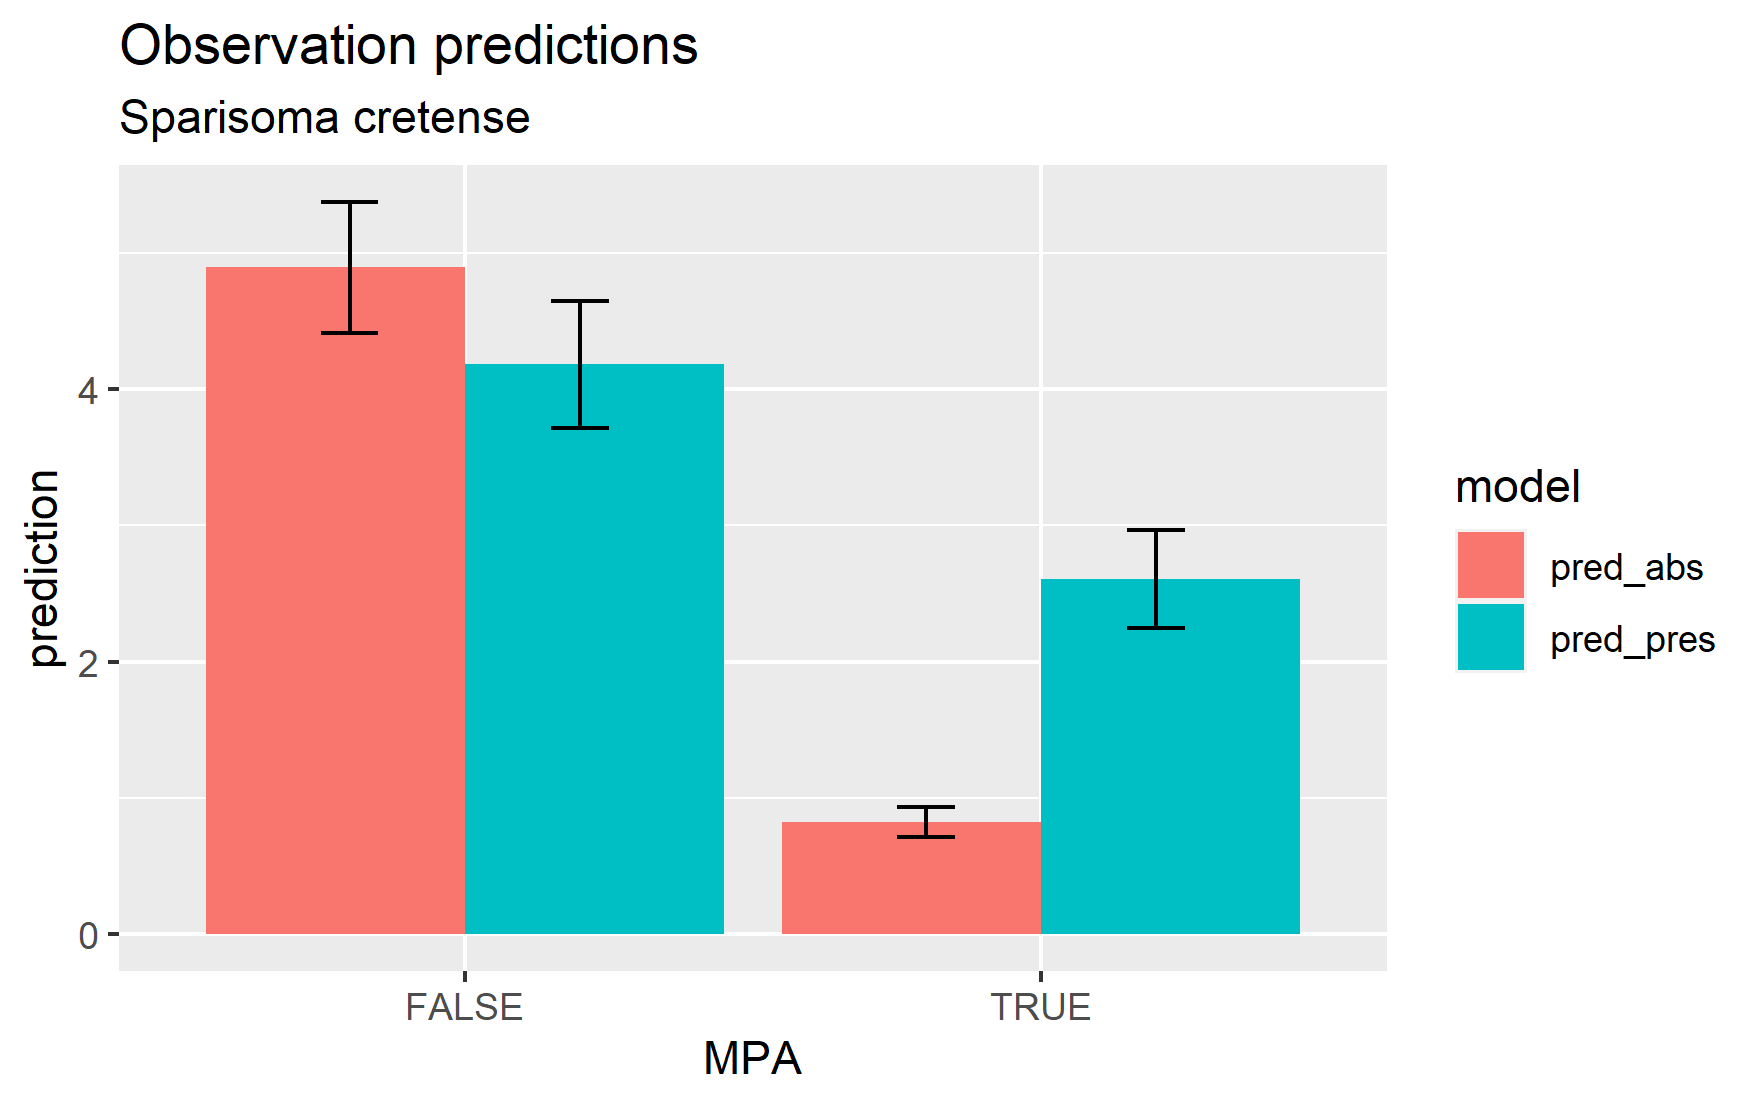 Observation predictions
Sparisoma cretense
prediction
4
2
0
FALSE
TRUE
MPA
model
pred_abs
pred_pres